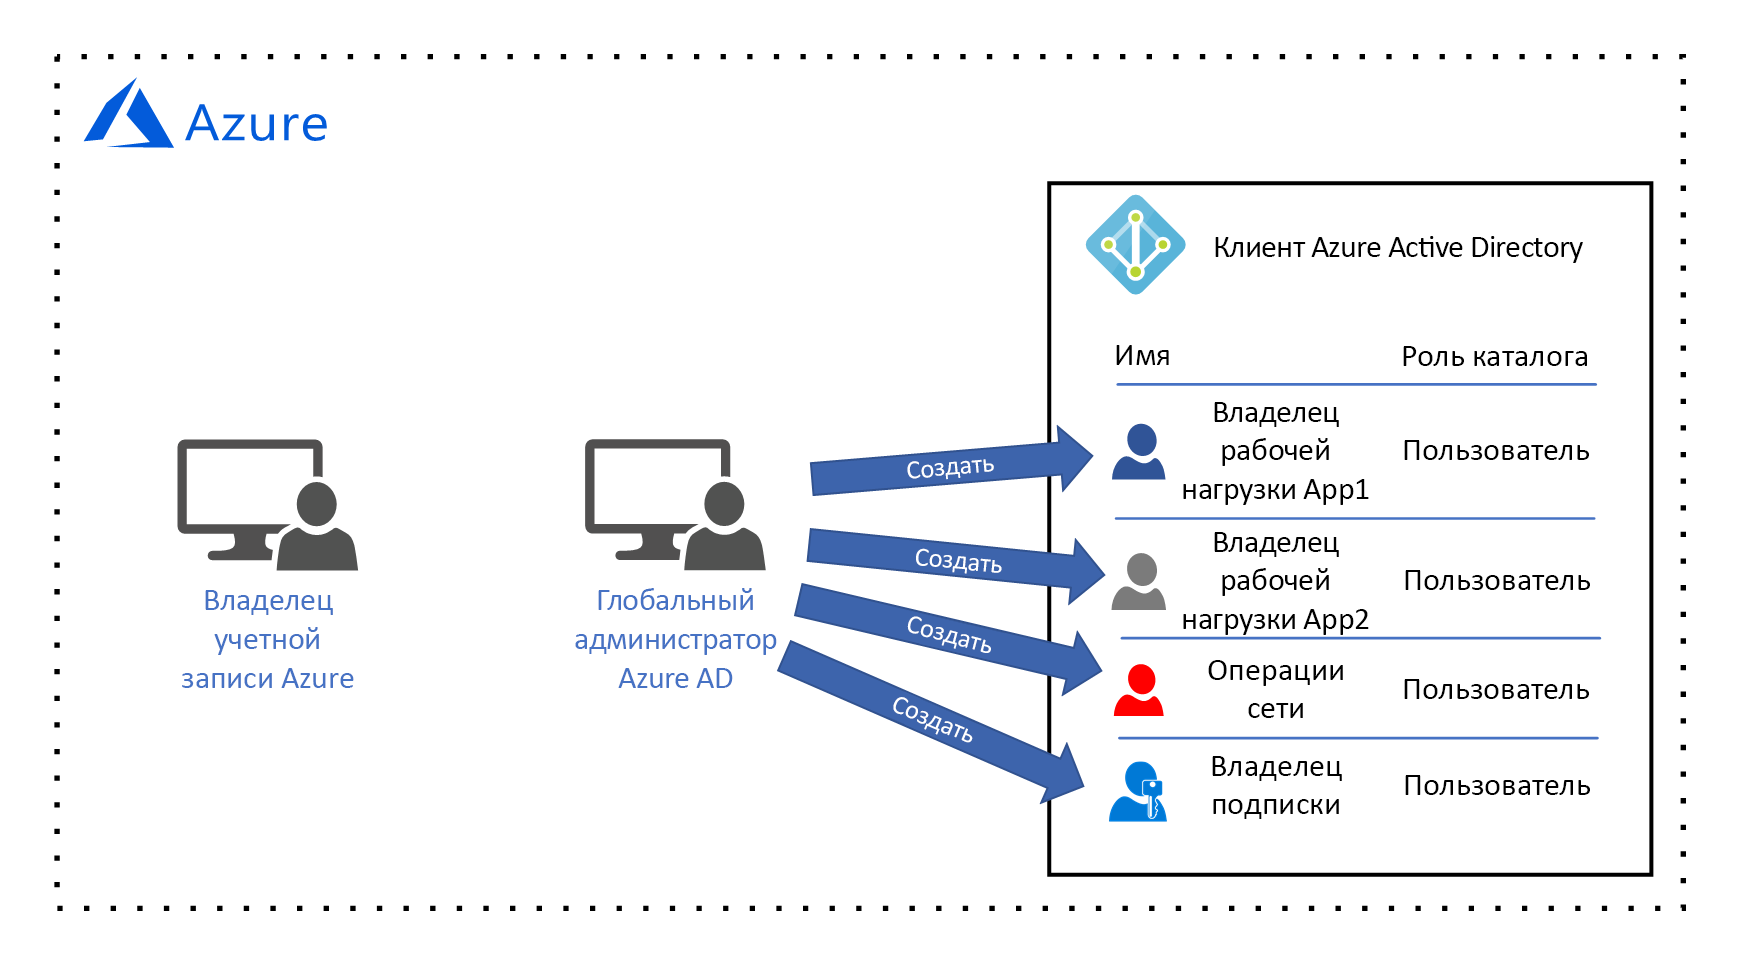 Azure
Клиент Azure Active Directory
Имя
Роль каталога
Владелец
рабочей
нагрузки App1
Пользователь
Владелец
рабочей
нагрузки App2
Пользователь
Операции
сети
Пользователь
Владелец
подписки
Пользователь
Создать
Создать
Создать
Создать
Владелец
учетной
записи Azure
Глобальный
администратор
Azure AD